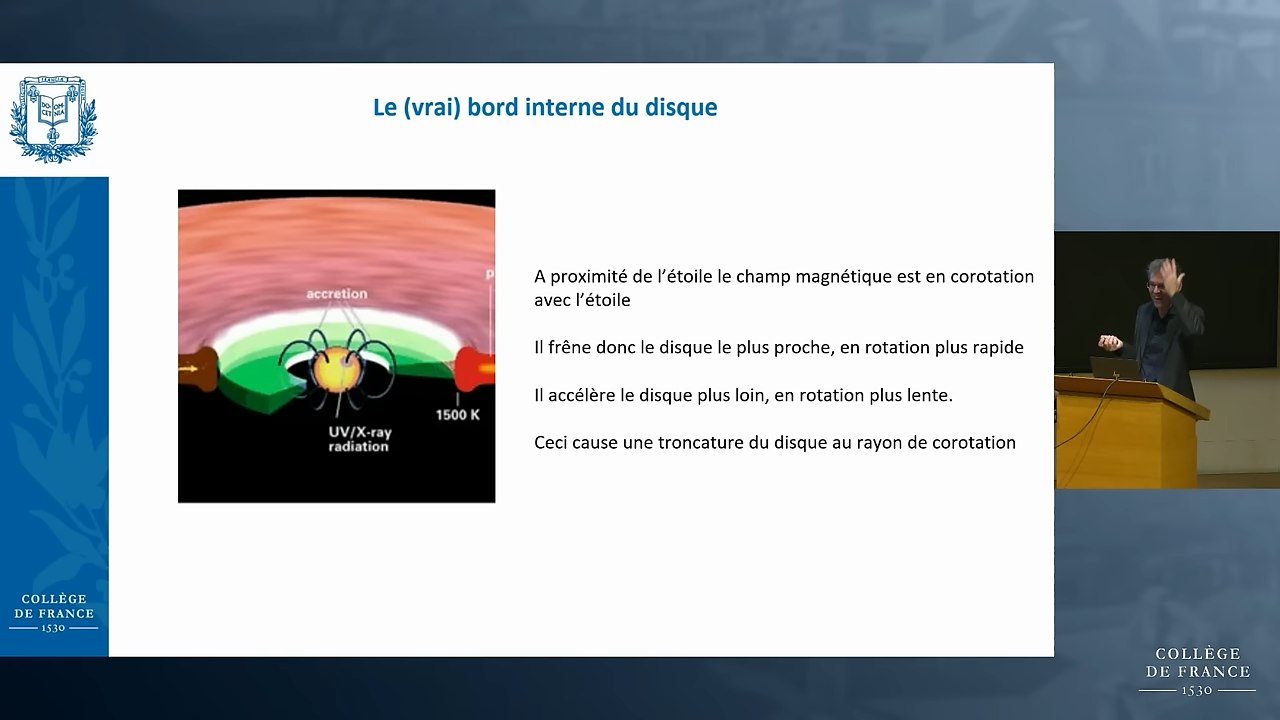 Le (vrai) bord interne du disque
accretion
p
1500 K
UV/X-ray
radiation
A proximité de l'étoile le champ magnétique est en corotation
avec l'étoile
Il frêne donc le disque le plus proche, en rotation plus rapide
Il accélère le disque plus loin, en rotation plus lente.
Ceci cause une troncature du disque au rayon de corotation
COLLÈGE
DE FRANCE
1530
COLLÈGE
DE FRANCE
1530